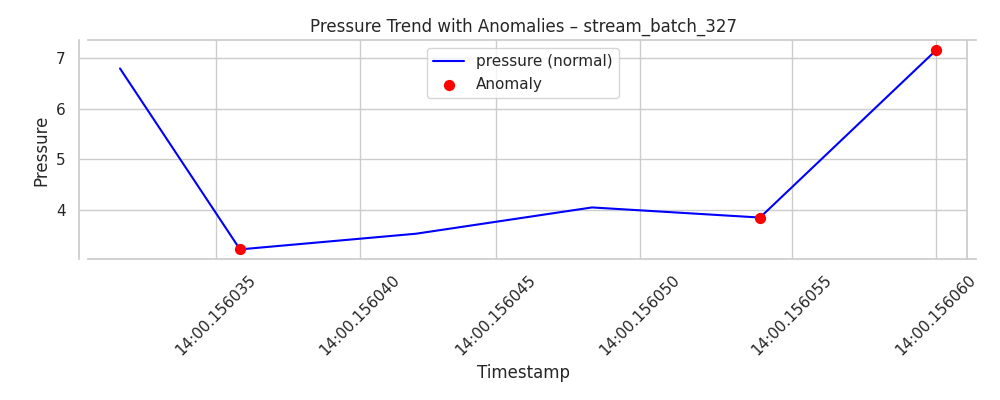 Pressure Trend with Anomalies – stream_batch_327
pressure (normal)
Anomaly
Pressure
7
6
5
4
14:00.156035
14:00.156040
14:00.156045
14:00.156050
14:00.156055
14:00.156060
Timestamp